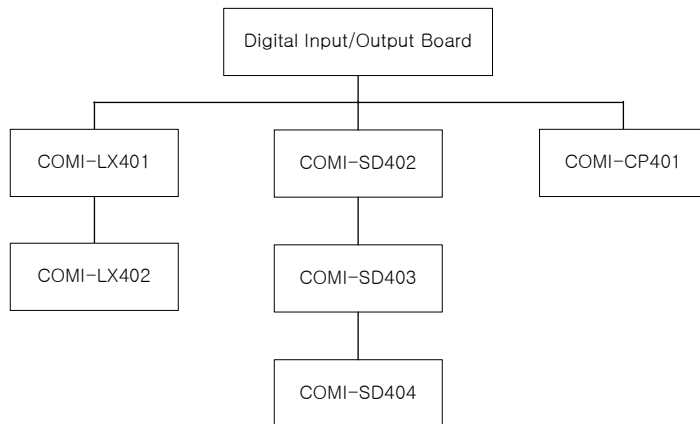 Digital Input/Output Board
COMI-LX401
COMI-SD402
COMI-CP401
COMI-LX402
COMI-SD403
COMI-SD404